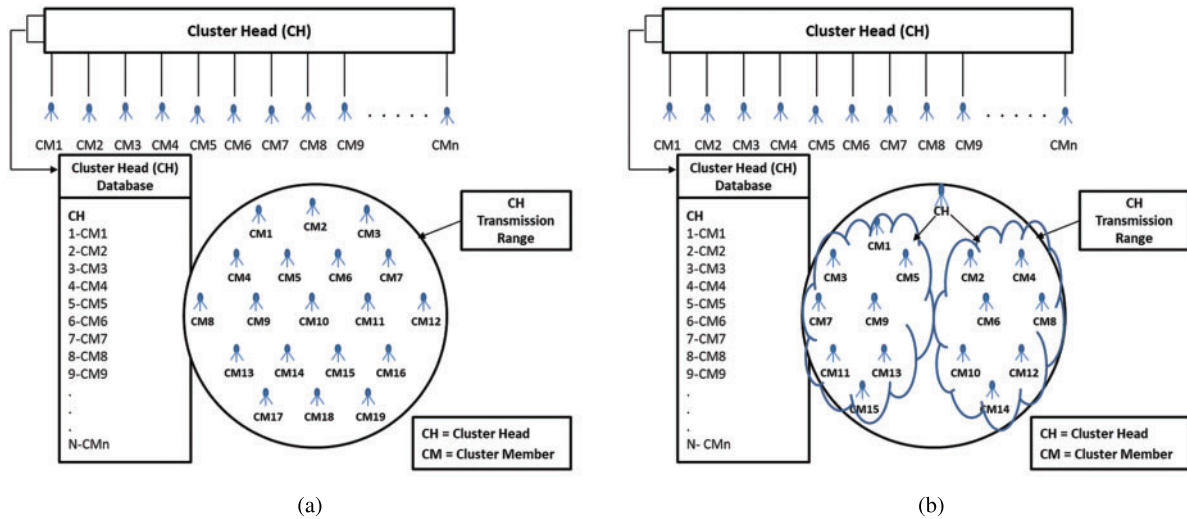 Cluster Head (CH)
CM1 CM2 CM3 CM4 CM5 CM6 CM7 CM8 CM9 . . . . . CMn
Cluster Head (CH)
Database
CH
1-CM1
2-CM2
3-CM3
4-CM4
5-CM5
6-CM6
7-CM7
8-CM8
9-CM9
.
.
.
N-CMn
CM1 CM2 CM3
CM4 CM5 CM6 CM7
CM8 CM9 CM10 CM11 CM12
CM13 CM14 CM15 CM16
CM17 CM18 CM19
CH
Transmission
Range
CH = Cluster Head
CM = Cluster Member
(a)
Cluster Head (CH)
CM1 CM2 CM3 CM4 CM5 CM6 CM7 CM8 CM9 . . . . . CMn
Cluster Head (CH)
Database
CH
1-CM1
2-CM2
3-CM3
4-CM4
5-CM5
6-CM6
7-CM7
8-CM8
9-CM9
.
.
.
N- CMn
CH
CM1
CM3 CM5 CM2 CM4
CM7 CM9 CM6 CM8
CM11 CM13 CM10 CM12
CM15 CM14
CH
Transmission
Range
CH = Cluster Head
CM = Cluster Member
(b)